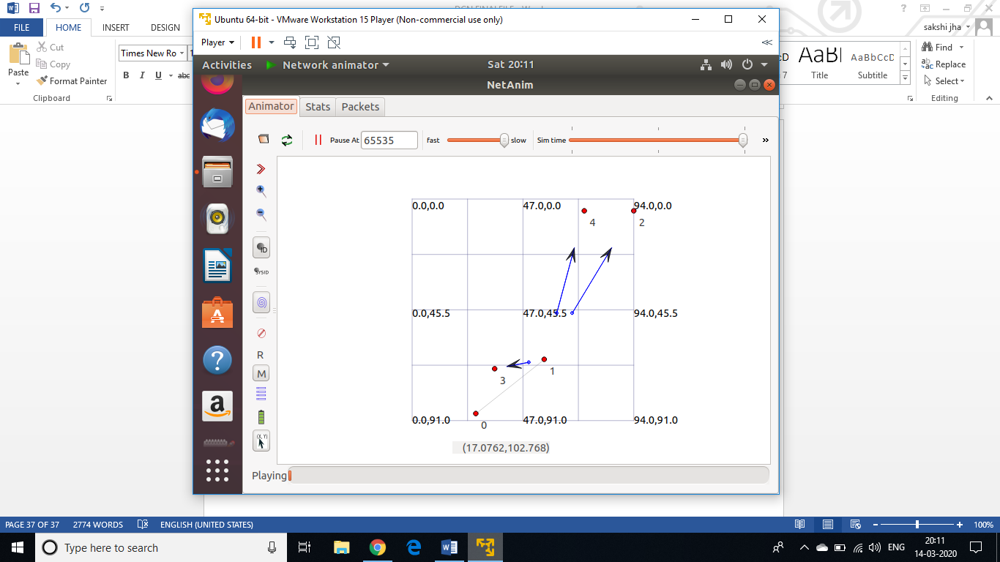 Ubuntu 64-bit - VMware Workstation 15 Player (Non-commercial use only)
FILE HOME INSERT DESIGN
sakshi jha
Player
Cut
Copy
Format Painter
Paste
Clipboard
Times New Ro
B I U abc
AaBl AaBbCcD
7 Title Subtitle
Find
Replace
Select
Editing
Activities Network animator Sat 20:11
NetAnim
Animator Stats Packets
Pause At 65535 fast slow Sim time
ID
SYSID
R
M
(X, Y)
0.0,0.0 47.0,0.0 94.0,0.0
4 2
0.0,45.5 47.0,45.5 94.0,45.5
3 1
0
0.0,91.0 47.0,91.0 94.0,91.0
(17.0762,102.768)
Playing
PAGE 37 OF 37 2774 WORDS ENGLISH (UNITED STATES) 100%
Type here to search
ENG
20:11
14-03-2020